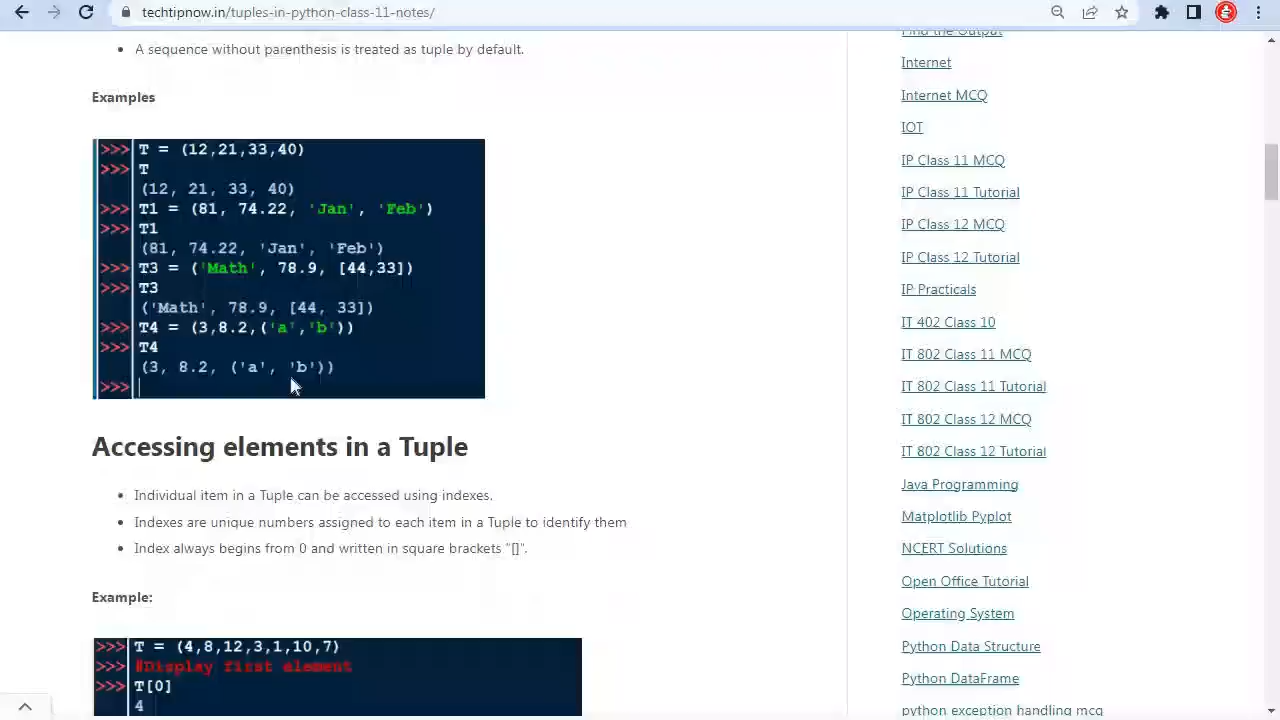 techtipnow.in/tuples-in-python-class-11-notes/
A sequence without parenthesis is treated as tuple by default.
Examples
>>> T = (12,21,33,40)
>>> T
(12, 21, 33, 40)
>>> T1 = (81, 74.22, 'Jan', 'Feb')
>>> T1
(81, 74.22, 'Jan', 'Feb')
>>> T3 = ('Math', 78.9, [44,33])
>>> T3
('Math', 78.9, [44, 33])
>>> T4 = (3,8.2,('a','b'))
>>> T4
(3, 8.2, ('a', 'b'))
>>>
Accessing elements in a Tuple
Individual item in a Tuple can be accessed using indexes.
Indexes are unique numbers assigned to each item in a Tuple to identify them
Index always begins from 0 and written in square brackets "[]".
Example:
>>> T = (4,8,12,3,1,10,7)
>>> #Display first alement
>>> T[0]
4
Find the Output
Internet
Internet MCQ
IOT
IP Class 11 MCQ
IP Class 11 Tutorial
IP Class 12 MCQ
IP Class 12 Tutorial
IP Practicals
IT 402 Class 10
IT 802 Class 11 MCQ
IT 802 Class 11 Tutorial
IT 802 Class 12 MCQ
IT 802 Class 12 Tutorial
Java Programming
Matplotlib Pyplot
NCERT Solutions
Open Office Tutorial
Operating System
Python Data Structure
Python DataFrame
python exception handling mcq